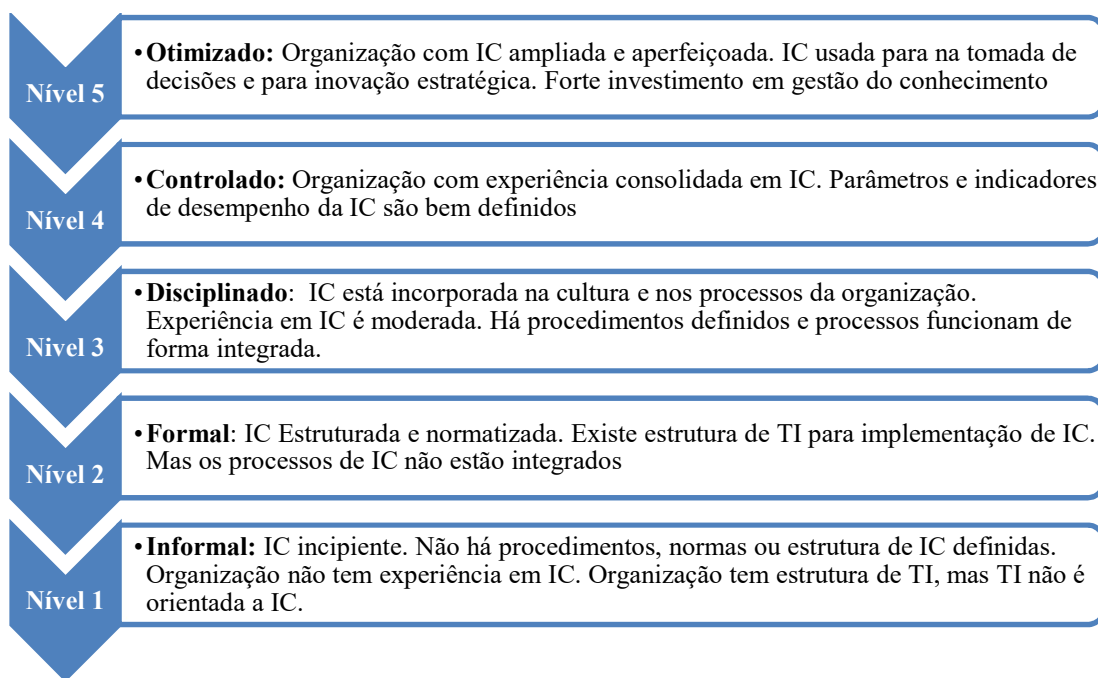 Nível 5
•Otimizado: Organização com IC ampliada e aperfeiçoada. IC usada para na tomada de
decisões e para inovação estratégica. Forte investimento em gestão do conhecimento
Nível 4
•Controlado: Organização com experiência consolidada em IC. Parâmetros e indicadores
de desempenho da IC são bem definidos
Nivel 3
•Disciplinado: IC está incorporada na cultura e nos processos da organização.
Experiência em IC é moderada. Há procedimentos definidos e processos funcionam de
forma integrada.
Nível 2
•Formal: IC Estruturada e normatizada. Existe estrutura de TI para implementação de IC.
Mas os processos de IC não estão integrados
Nível 1
•Informal: IC incipiente. Não há procedimentos, normas ou estrutura de IC definidas.
Organização não tem experiência em IC. Organização tem estrutura de TI, mas TI não é
orientada a IC.